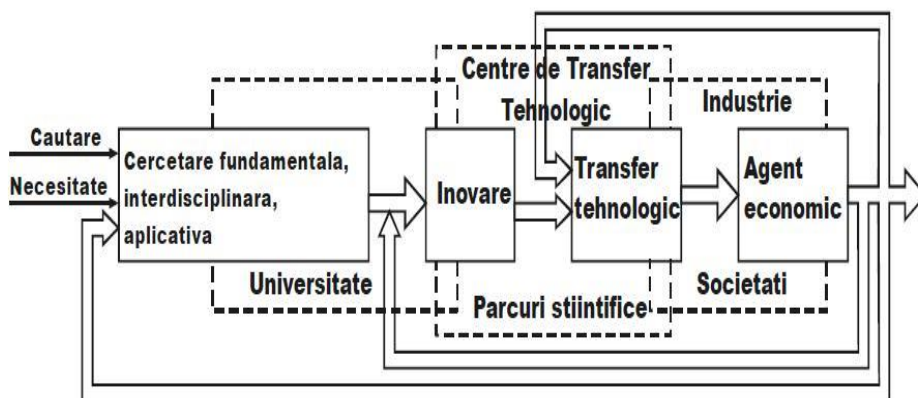 Centre de Transfer
Tehnologic
Industrie
Cautare
Necesitate
Cercetare fundamentala,
interdisciplinara,
aplicativa
Inovare
Transfer
tehnologic
Agent
economic
Universitate
Parcuri stiintifice
Societati